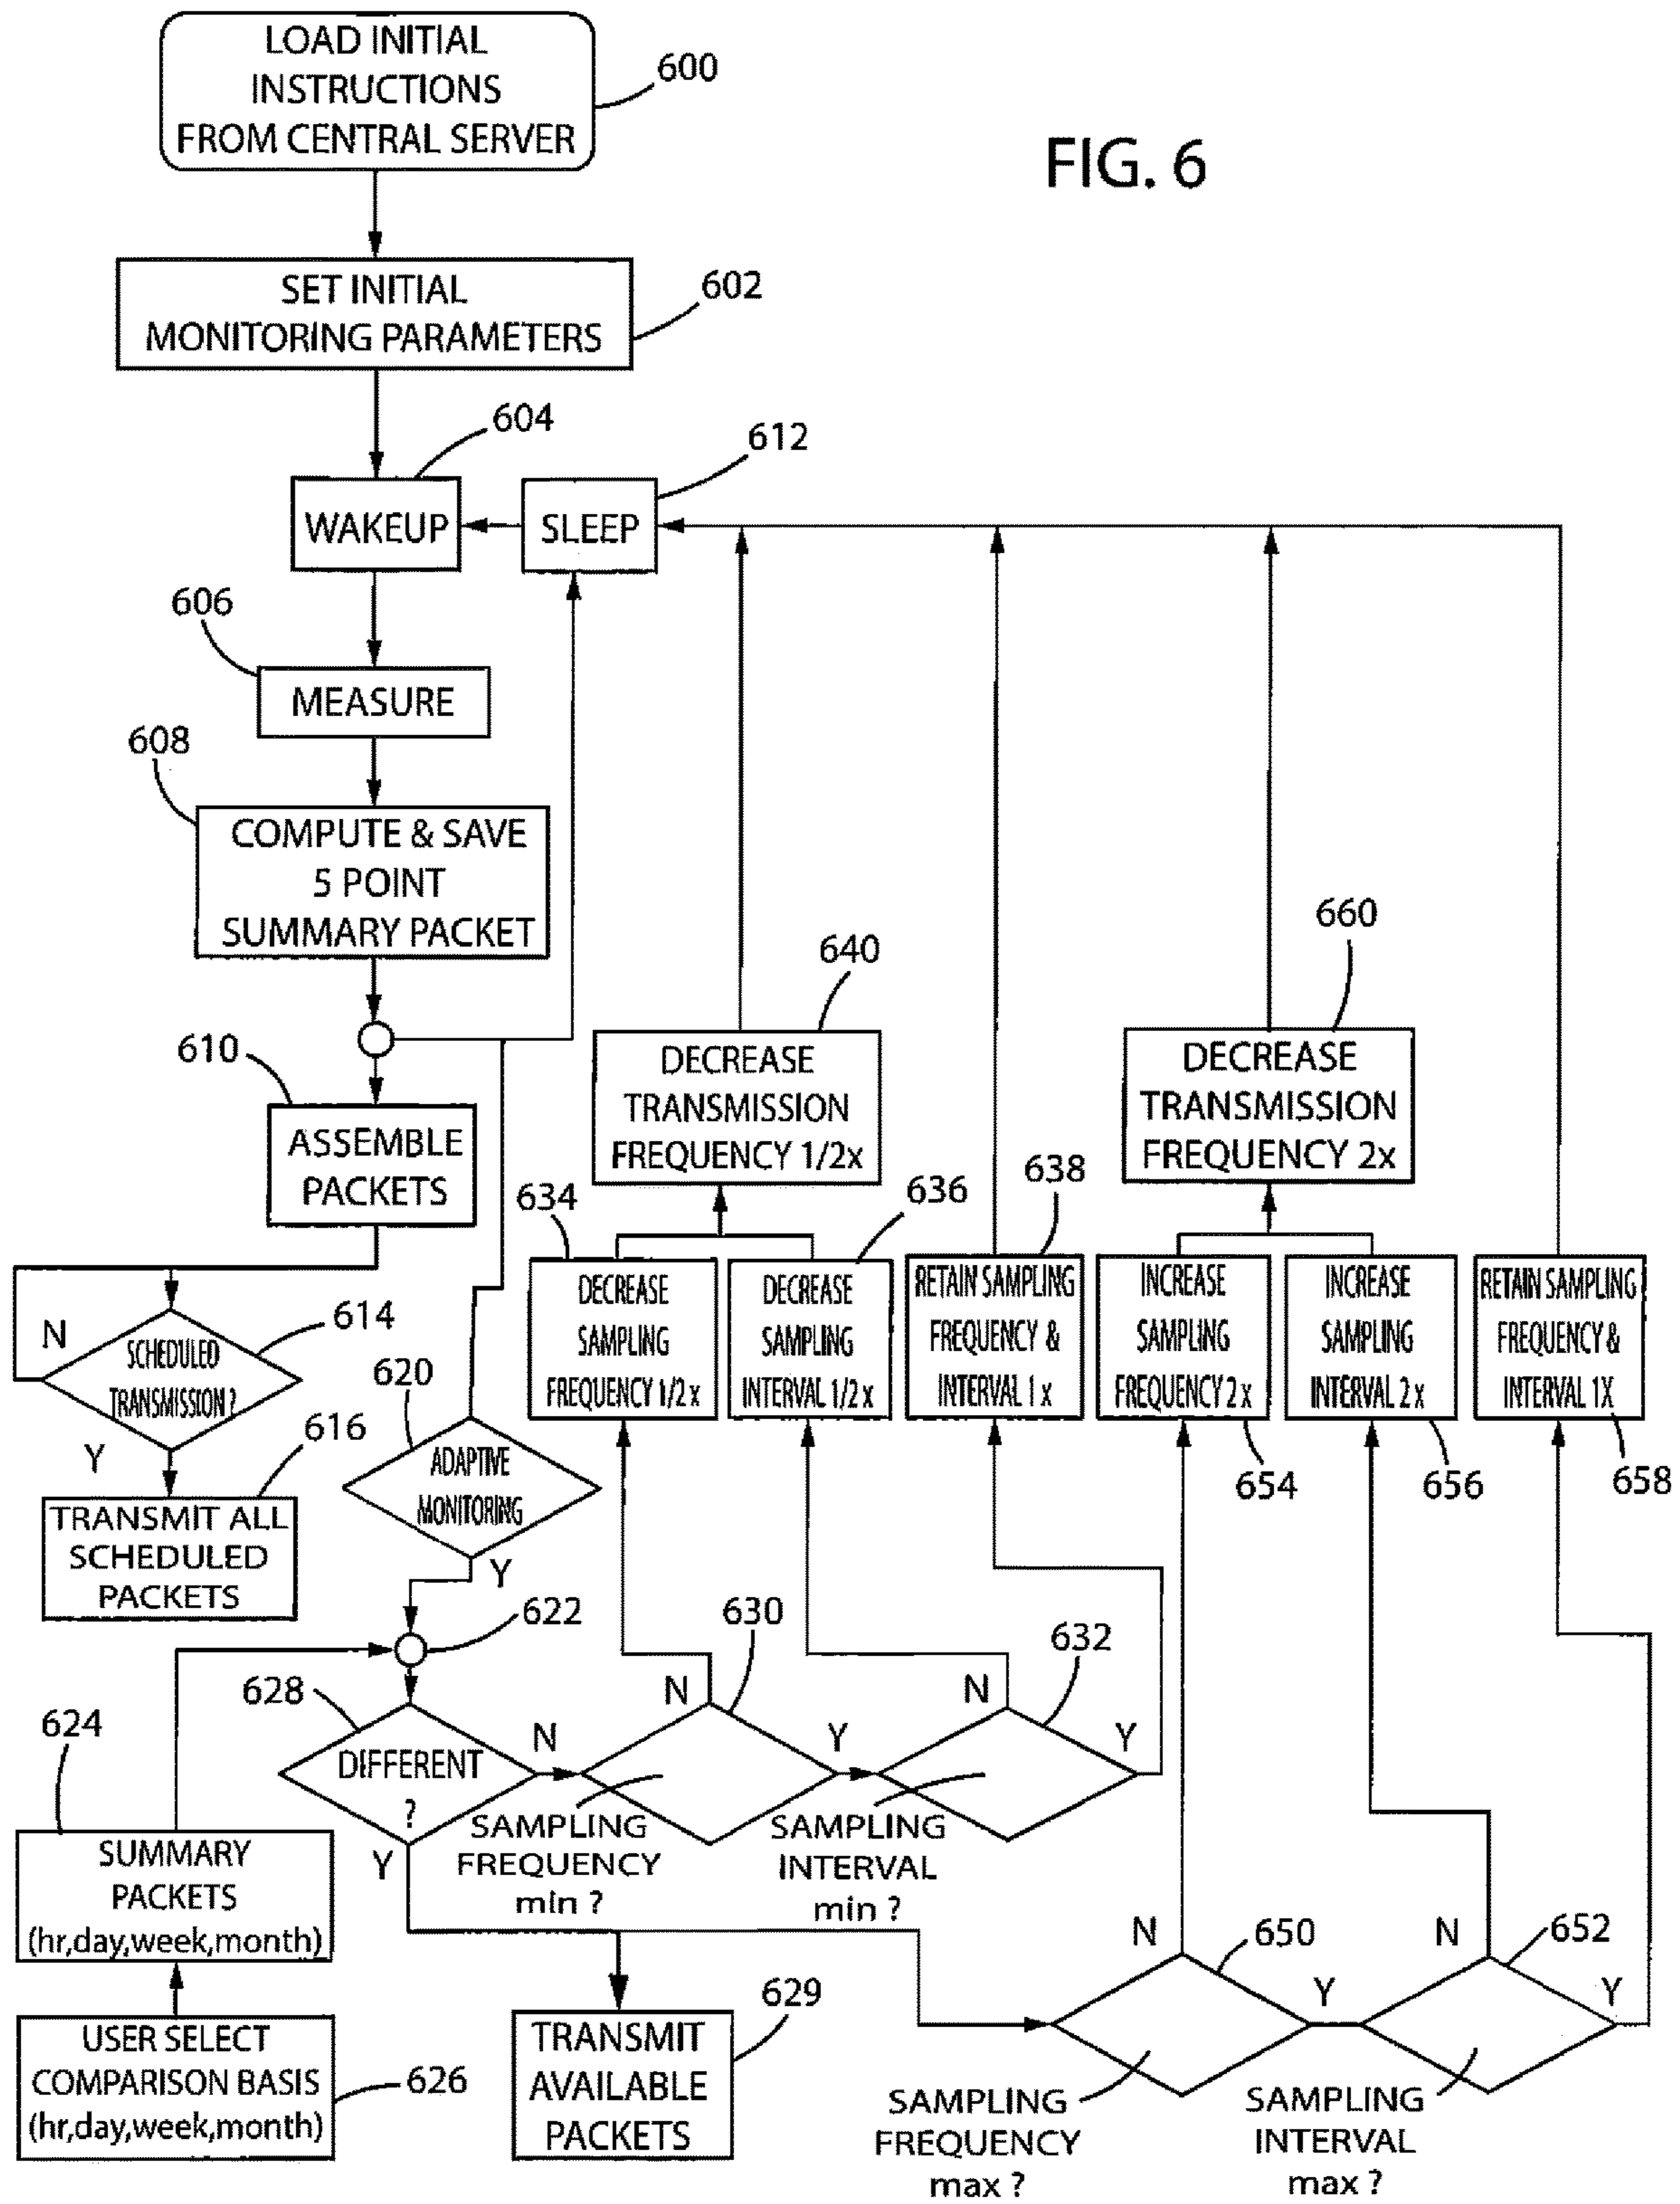 LOAD INITIAL
INSTRUCTIONS
FROM CENTRAL SERVER
600
FIG. 6
SET INITIAL
MONITORING PARAMETERS
602
604
612
WAKEUP
SLEEP
606
MEASURE
608
COMPUTE & SAVE
5 POINT
SUMMARY PACKET
610
ASSEMBLE
PACKETS
640
DECREASE
TRANSMISSION
FREQUENCY 1/2x
660
DECREASE
TRANSMISSION
FREQUENCY 2x
634
DECREASE
SAMPLING
FREQUENCY 1/2x
636
DECREASE
SAMPLING
INTERVAL 1/2x
638
RETAIN SAMPLING
FREQUENCY &
INTERVAL 1x
INCREASE
SAMPLING
FREQUENCY 2x
654
INCREASE
SAMPLING
INTERVAL 2x
656
RETAIN SAMPLING
FREQUENCY &
INTERVAL 1X
658
N
614
SCHEDULED
TRANSMISSION?
Y
616
TRANSMIT ALL
SCHEDULED
PACKETS
620
ADAPTIVE
MONITORING
Y
622
628
DIFFERENT
?
N
Y
630
N
Y
SAMPLING
FREQUENCY
min ?
632
N
Y
SAMPLING
INTERVAL
min ?
624
SUMMARY
PACKETS
(hr,day,week,month)
USER SELECT
COMPARISON BASIS
(hr,day,week,month)
626
629
TRANSMIT
AVAILABLE
PACKETS
N
650
Y
SAMPLING
FREQUENCY
max ?
N
652
Y
SAMPLING
INTERVAL
max ?